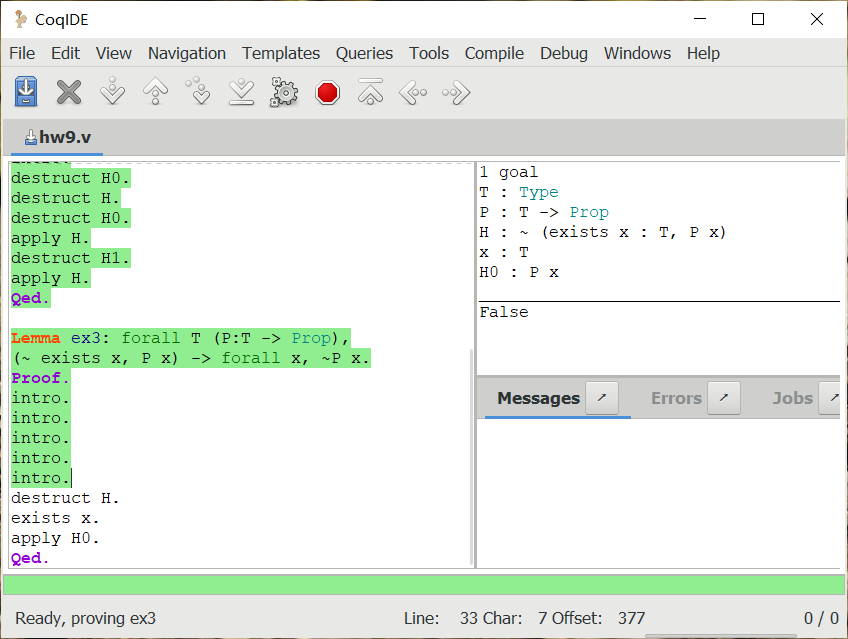 CoqIDE
File Edit View Navigation Templates Queries Tools Compile Debug Windows Help
hw9.v
destruct H0.
destruct H.
destruct H0.
apply H.
destruct H1.
apply H.
Qed.
Lemma ex3: forall T (P:T -> Prop),
(~ exists x, P x) -> forall x, ~P x.
Proof.
intro.
intro.
intro.
intro.
intro.
destruct H.
exists x.
apply H0.
Qed.
1 goal
T : Type
P : T -> Prop
H : ~ (exists x : T, P x)
x : T
H0 : P x
False
Messages Errors Jobs
Ready, proving ex3 Line: 33 Char: 7 Offset: 377 0 / 0